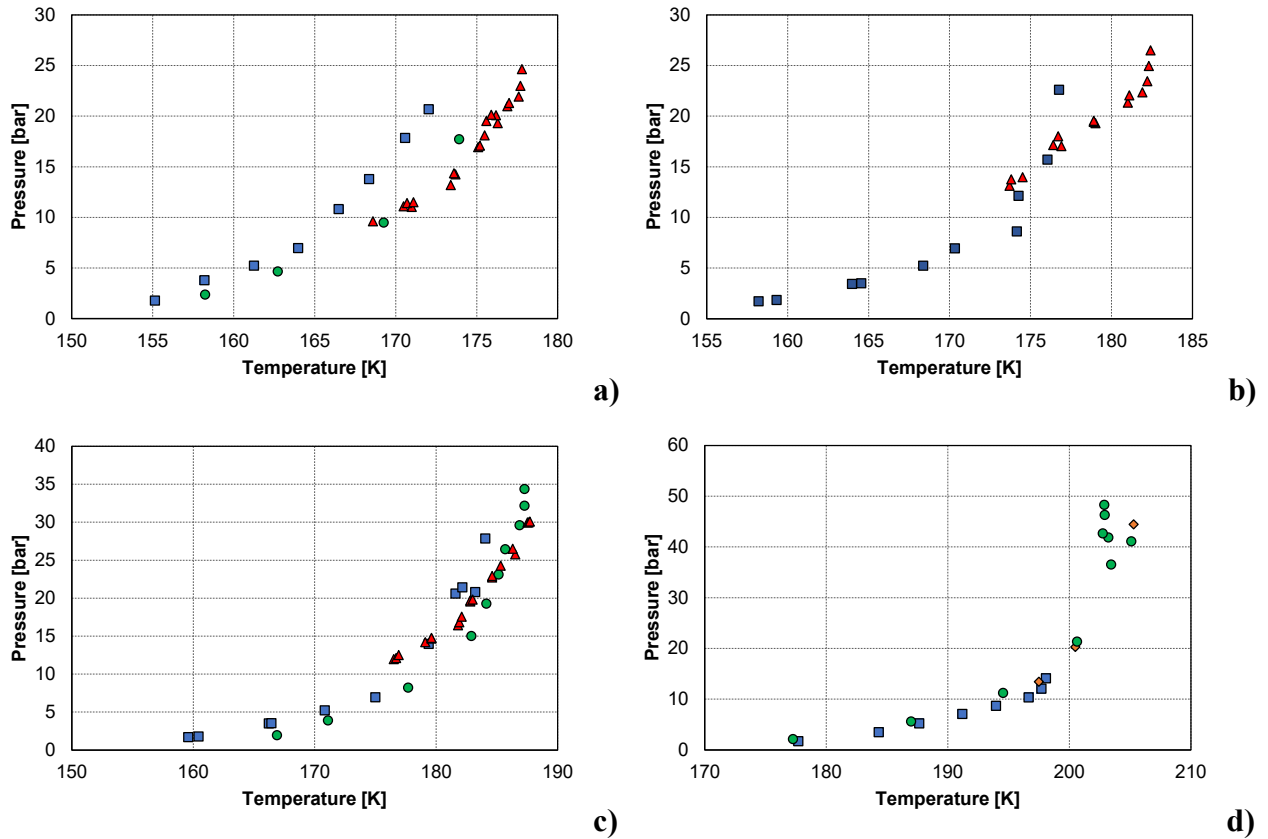 30
25
20
15
10
5
0
150 155 160 165 170 175 180
Pressure [bar]
Temperature [K]
a)
30
25
20
15
10
5
0
155 160 165 170 175 180 185
Pressure [bar]
Temperature [K]
b)
40
35
30
25
20
15
10
5
0
150 160 170 180 190
Pressure [bar]
Temperature [K]
c)
60
50
40
30
20
10
0
170 180 190 200 210
Pressure [bar]
Temperature [K]
d)